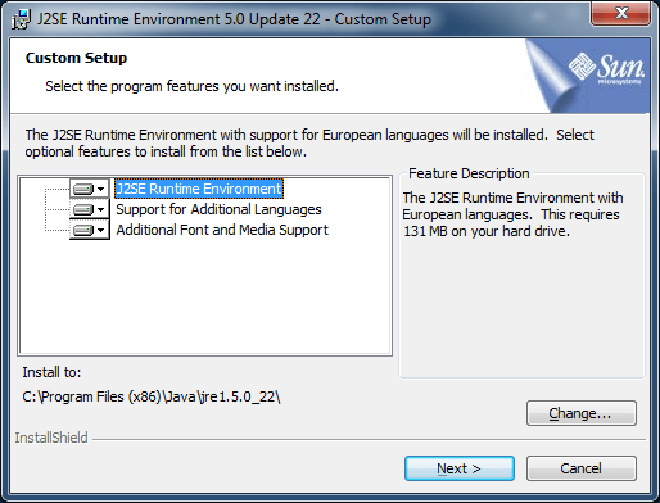 J2SE Runtime Environment 5.0 Update 22 - Custom Setup
Custom Setup
Select the program features you want installed.
Sun
microsystems
The J2SE Runtime Environment with support for European languages will be installed. Select
optional features to install from the list below.
J2SE Runtime Environment
Support for Additional Languages
Additional Font and Media Support
Feature Description
The J2SE Runtime Environment with
European languages. This requires
131 MB on your hard drive.
Install to:
C:\Program Files (x86)\Java\jre1.5.0_22\
Change...
InstallShield
Next >
Cancel